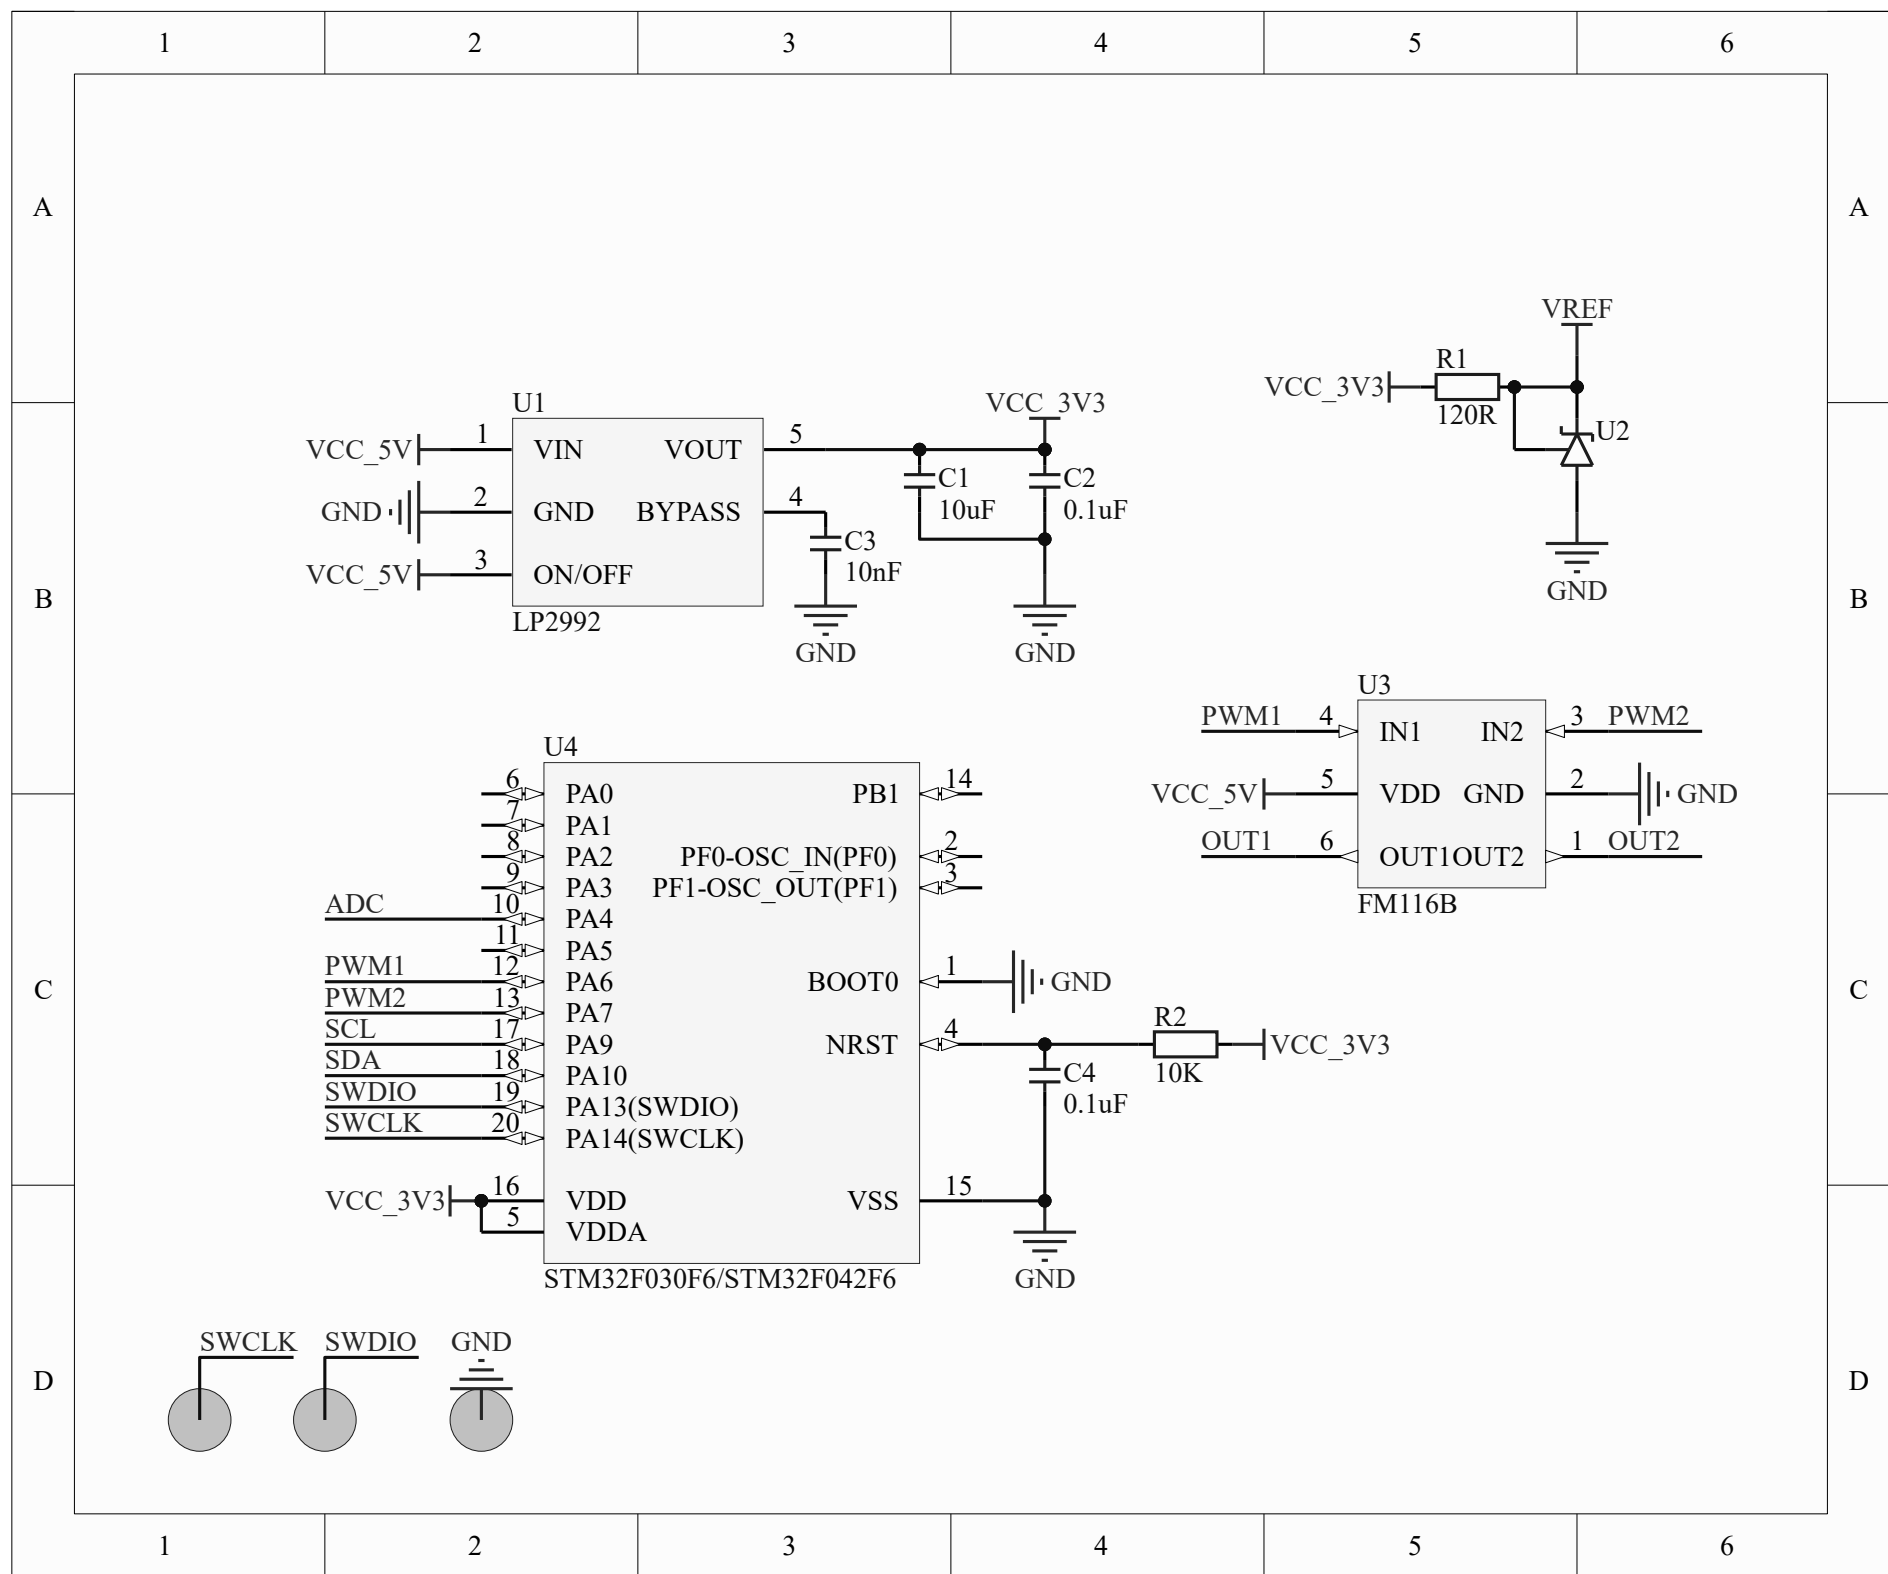 1 2 3 4 5 6
A A
VREF
R1
VCC_3V3
120R
U2
GND
U1
VCC_5V 1 VIN VOUT 5
GND 2 GND BYPASS 4
VCC_5V 3 ON/OFF
LP2992
VCC_3V3
C1
10uF
C2
0.1uF
C3
10nF
GND
GND
B B
U3
PWM1 4 IN1 IN2 3 PWM2
VCC_5V 5 VDD GND 2 GND
OUT1 6 OUT1OUT2 1 OUT2
FM116B
U4
6 PA0 PB1 14
7 PA1
8 PA2 PF0-OSC_IN(PF0) 2
9 PA3 PF1-OSC_OUT(PF1) 3
ADC 10 PA4
11 PA5
PWM1 12 PA6 BOOT0 1 GND
PWM2 13 PA7
SCL 17 PA9 NRST 4
SDA 18 PA10
SWDIO 19 PA13(SWDIO)
SWCLK 20 PA14(SWCLK)
VCC_3V3 16 VDD VSS 15
5 VDDA
STM32F030F6/STM32F042F6
R2
10K
VCC_3V3
C4
0.1uF
GND
C C
SWCLK SWDIO GND
D D
1 2 3 4 5 6